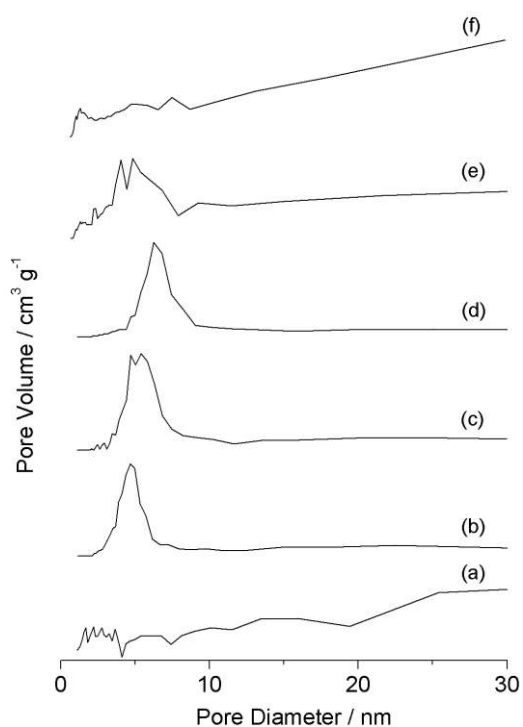 (f)
(e)
(d)
(c)
(b)
(a)
Pore Volume / cm³ g⁻¹
0 10 20 30
Pore Diameter / nm